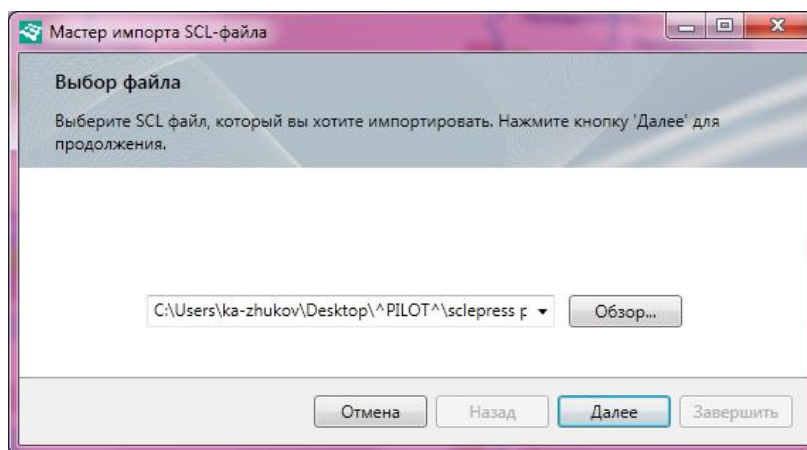 Мастер импорта SCL-файла
Выбор файла
Выберите SCL файл, который вы хотите импортировать. Нажмите кнопку 'Далее' для
продолжения.
C:\Users\ka-zhukov\Desktop\^PILOT^\sclepress p
Обзор...
Отмена
Назад
Далее
Завершить